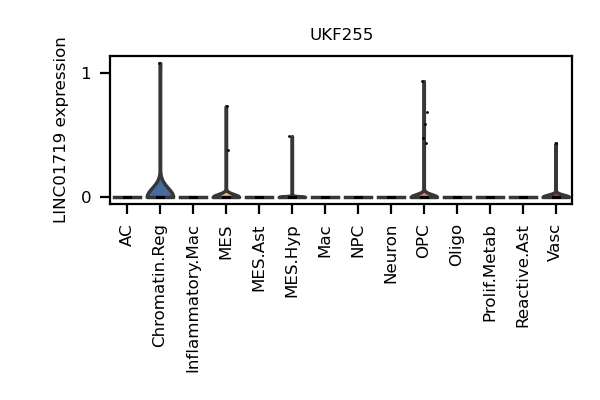 UKF255
LINC01719 expression
1
0
AC
Chromatin.Reg
Inflammatory.Mac
MES
MES.Ast
MES.Hyp
Mac
NPC
Neuron
OPC
Oligo
Prolif.Metab
Reactive.Ast
Vasc